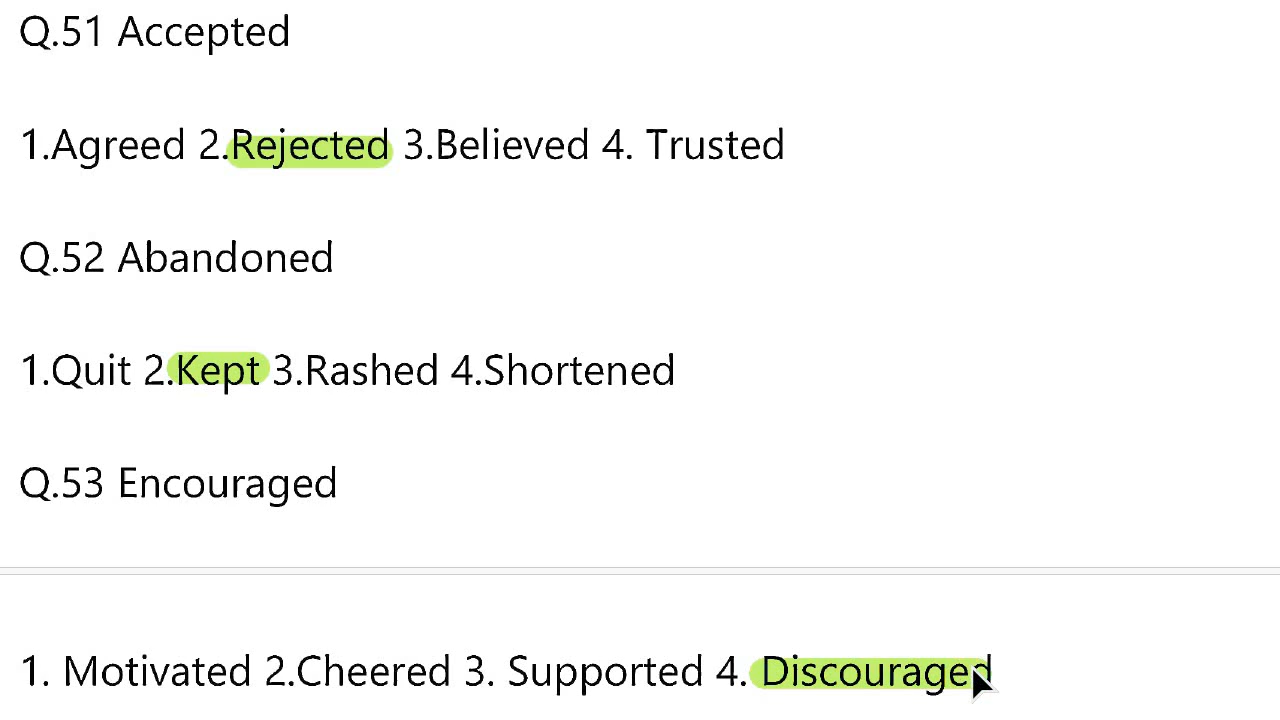 Q.51 Accepted
1.Agreed 2.Rejected 3.Believed 4. Trusted
Q.52 Abandoned
1.Quit 2.Kept 3.Rashed 4.Shortened
Q.53 Encouraged
1. Motivated 2.Cheered 3. Supported 4. Discouraged